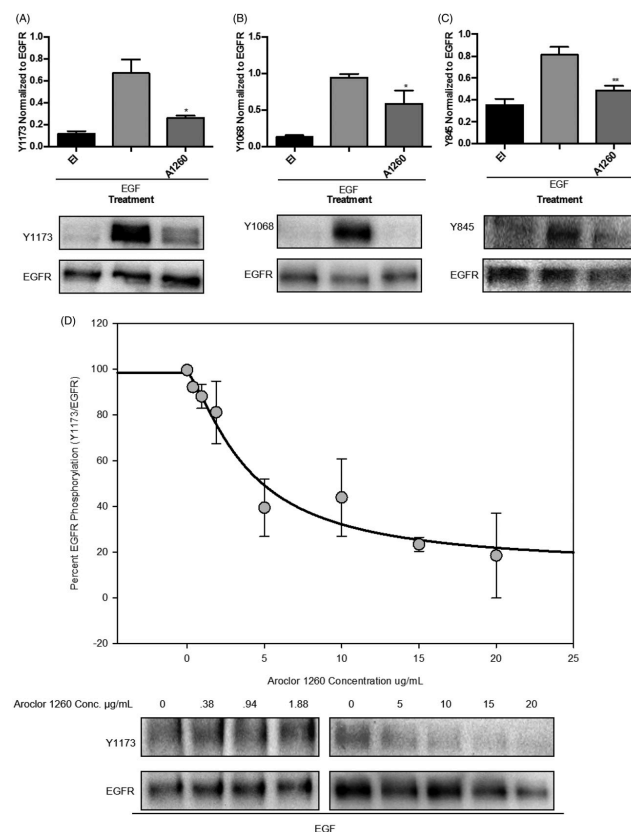 (A)
Y1173 Normalized to EGFR
1.0
0.8
0.6
0.4
0.2
0.0
*
EI
A1260
EGF
Treatment
Y1173
EGFR
(B)
Y1068 Normalized to EGFR
1.5
1.0
0.5
0.0
*
EI
A1260
EGF
Treatment
Y1068
EGFR
(C)
Y845 Normalized to EGFR
1.0
0.8
0.6
0.4
0.2
0.0
**
EI
A1260
EGF
Treatment
Y845
EGFR
(D)
Percent EGFR Phosphorylation (Y1173/EGFR)
120
100
80
60
40
20
0
-20
0 5 10 15 20 25
Aroclor 1260 Concentration ug/mL
Aroclor 1260 Conc. µg/mL 0 .38 .94 1.88 0 5 10 15 20
Y1173
EGFR
EGF